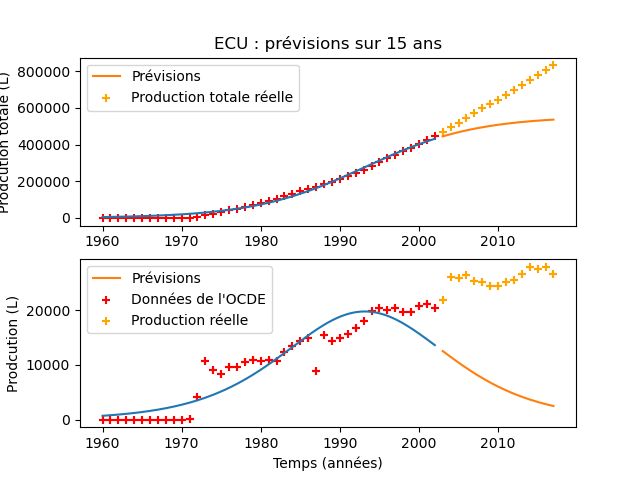 ECU : prévisions sur 15 ans
Prodcution totale (L)
800000
600000
400000
200000
0
Prévisions
Production totale réelle
1960 1970 1980 1990 2000 2010
Prodcution (L)
20000
10000
0
Prévisions
Données de l'OCDE
Production réelle
1960 1970 1980 1990 2000 2010
Temps (années)